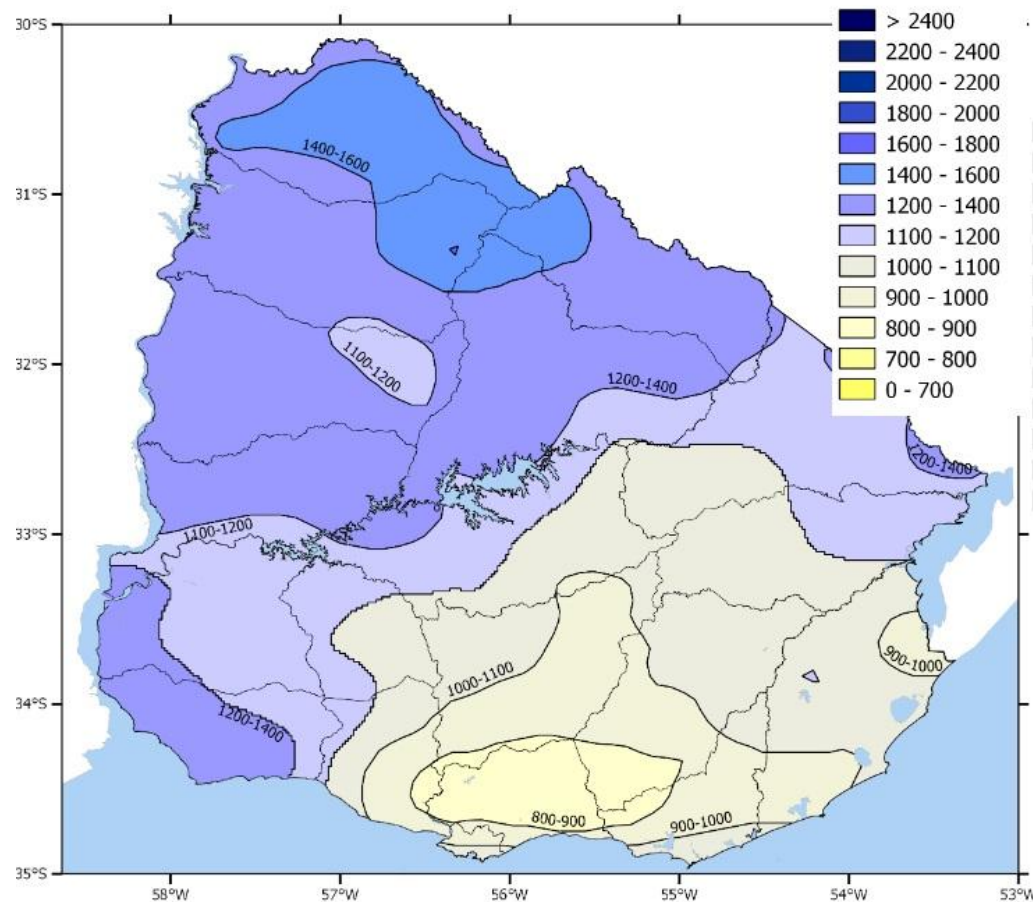 30°S
31°S
32°S
33°S
34°S
35°S
58°W
57°W
56°W
55°W
54°W
53°W
> 2400
2200 - 2400
2000 - 2200
1800 - 2000
1600 - 1800
1400 - 1600
1200 - 1400
1100 - 1200
1000 - 1100
900 - 1000
800 - 900
700 - 800
0 - 700
1400-1600
1100-1200
1200-1400
200-1400
1100-1200
1000-1100
900-1000
1200-1400
800-900
900-1000